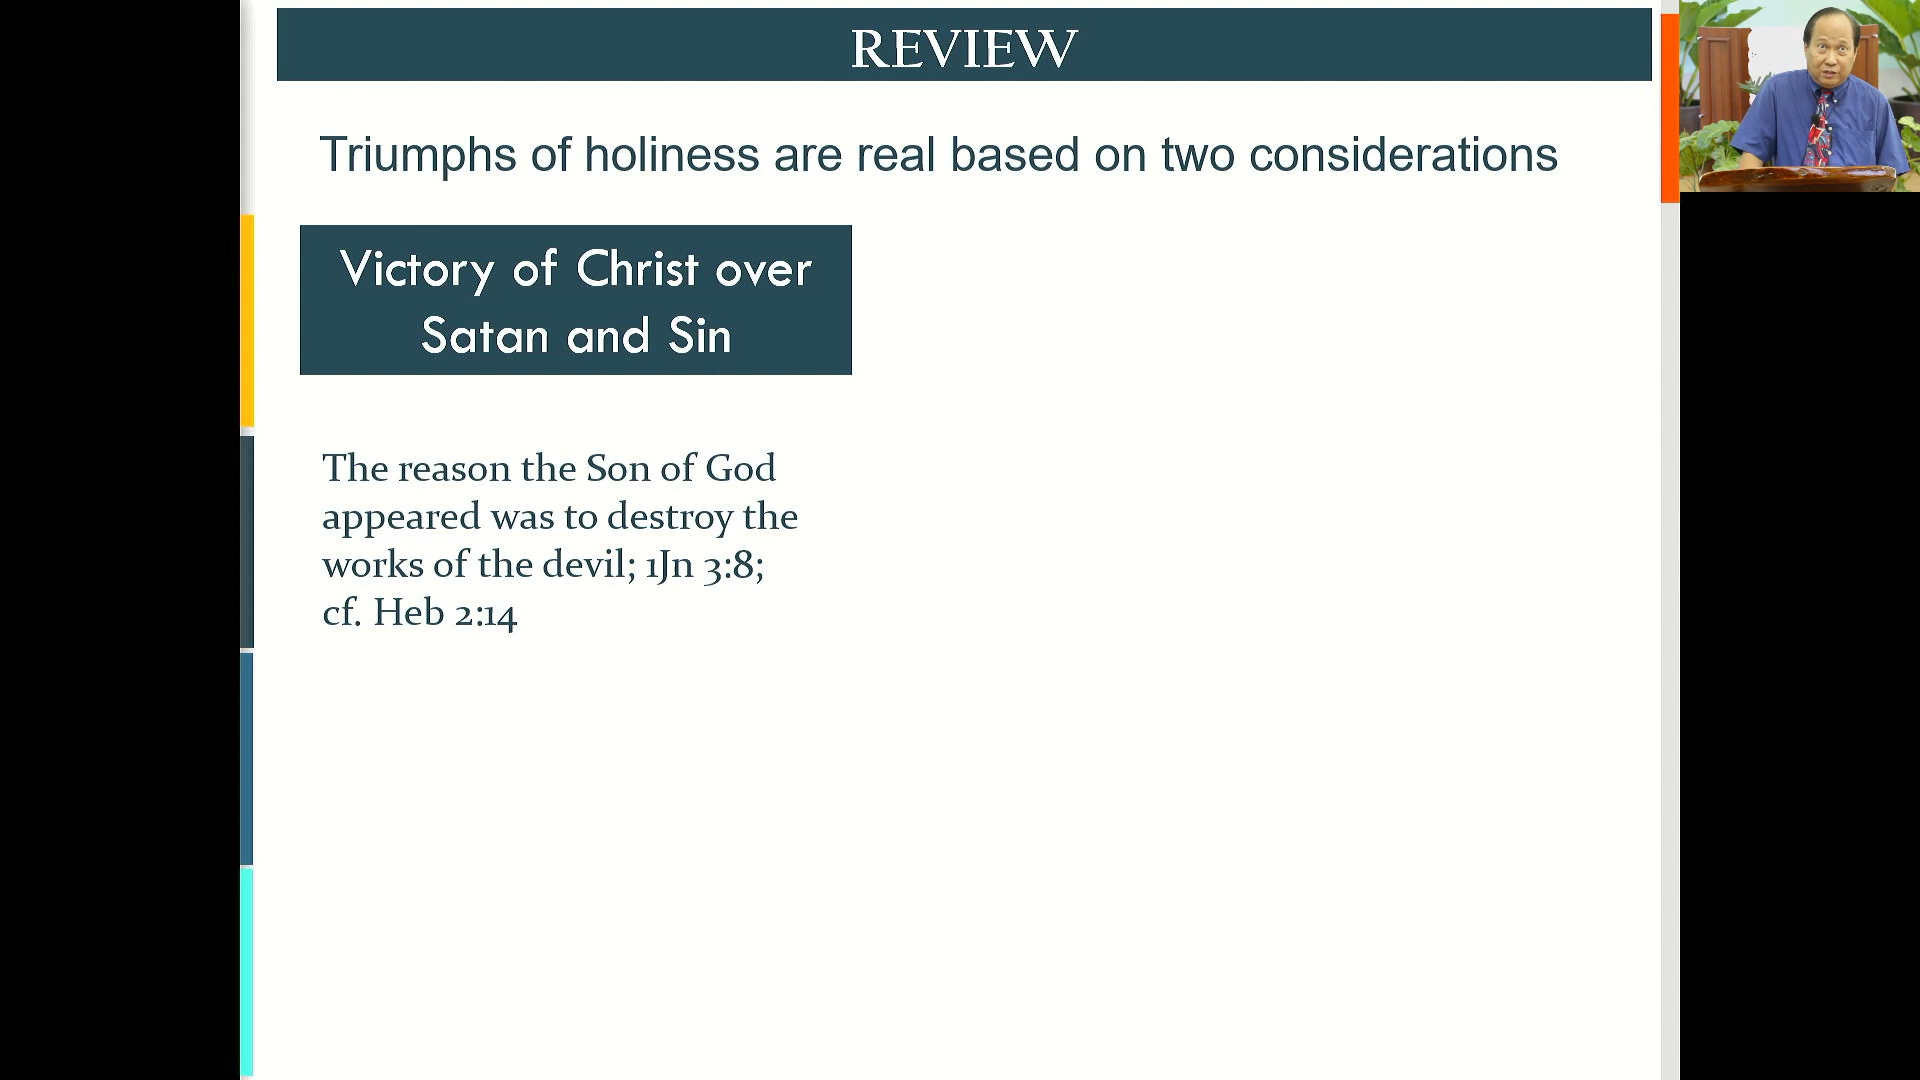 REVIEW
Triumphs of holiness are real based on two considerations
Victory of Christ over
Satan and Sin
The reason the Son of God
appeared was to destroy the
works of the devil; 1Jn 3:8;
cf. Heb 2:14